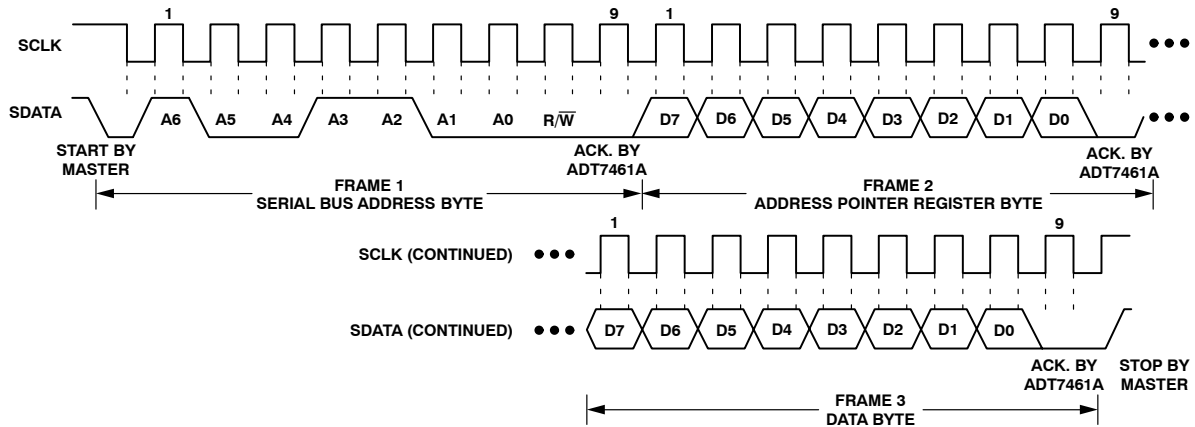 1 9 1 9
SCLK
SDATA A6 A5 A4 A3 A2 A1 A0 R/W̅ D7 D6 D5 D4 D3 D2 D1 D0
START BY
MASTER
ACK. BY
ADT7461A
ACK. BY
ADT7461A
FRAME 1
SERIAL BUS ADDRESS BYTE
FRAME 2
ADDRESS POINTER REGISTER BYTE
1 9
SCLK (CONTINUED)
SDATA (CONTINUED) D7 D6 D5 D4 D3 D2 D1 D0
ACK. BY
ADT7461A
STOP BY
MASTER
FRAME 3
DATA BYTE